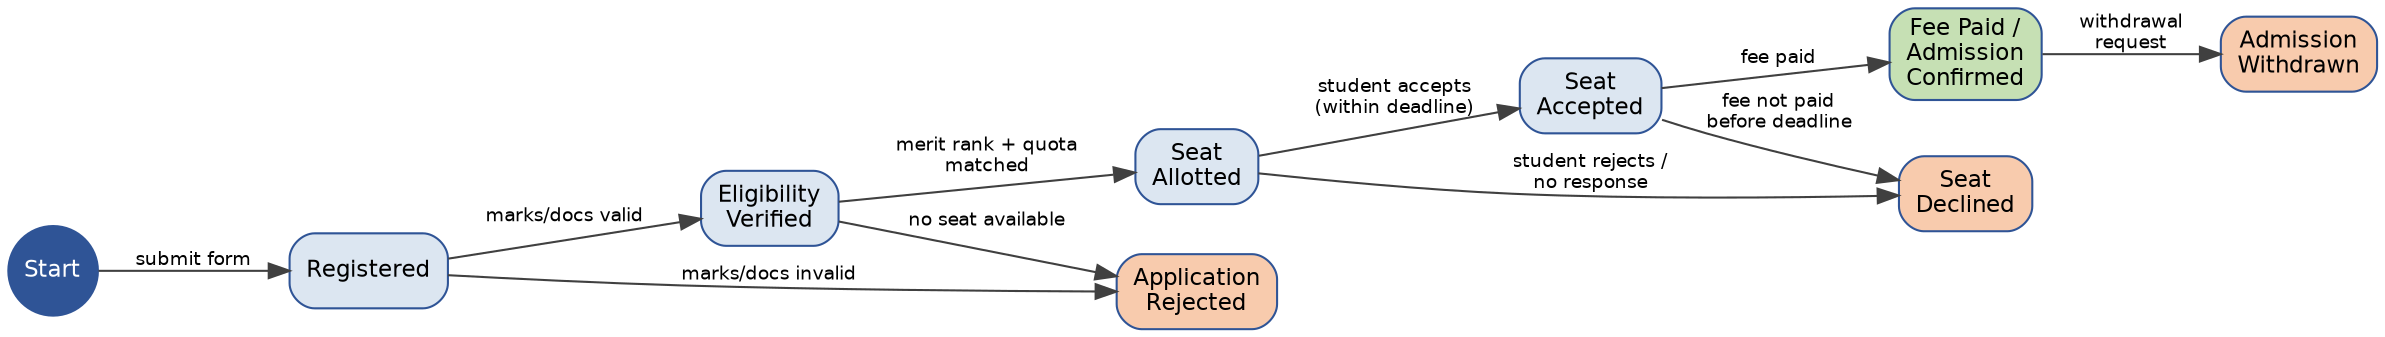 Start
submit form
Registered
marks/docs valid
marks/docs invalid
Eligibility
Verified
merit rank + quota
matched
no seat available
Seat
Allotted
Application
Rejected
student accepts
(within deadline)
student rejects /
no response
Seat
Accepted
fee paid
fee not paid
before deadline
Fee Paid /
Admission
Confirmed
Seat
Declined
withdrawal
request
Admission
Withdrawn